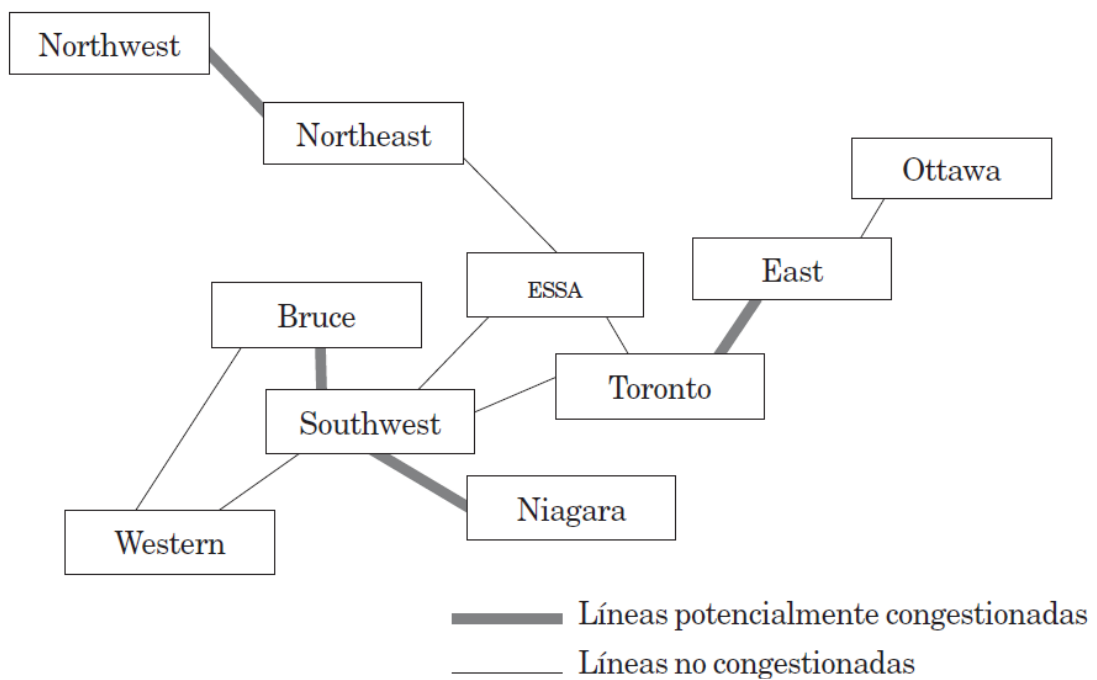 Northwest
Northeast
Ottawa
East
ESSA
Bruce
Toronto
Southwest
Niagara
Western
Líneas potencialmente congestionadas
Líneas no congestionadas